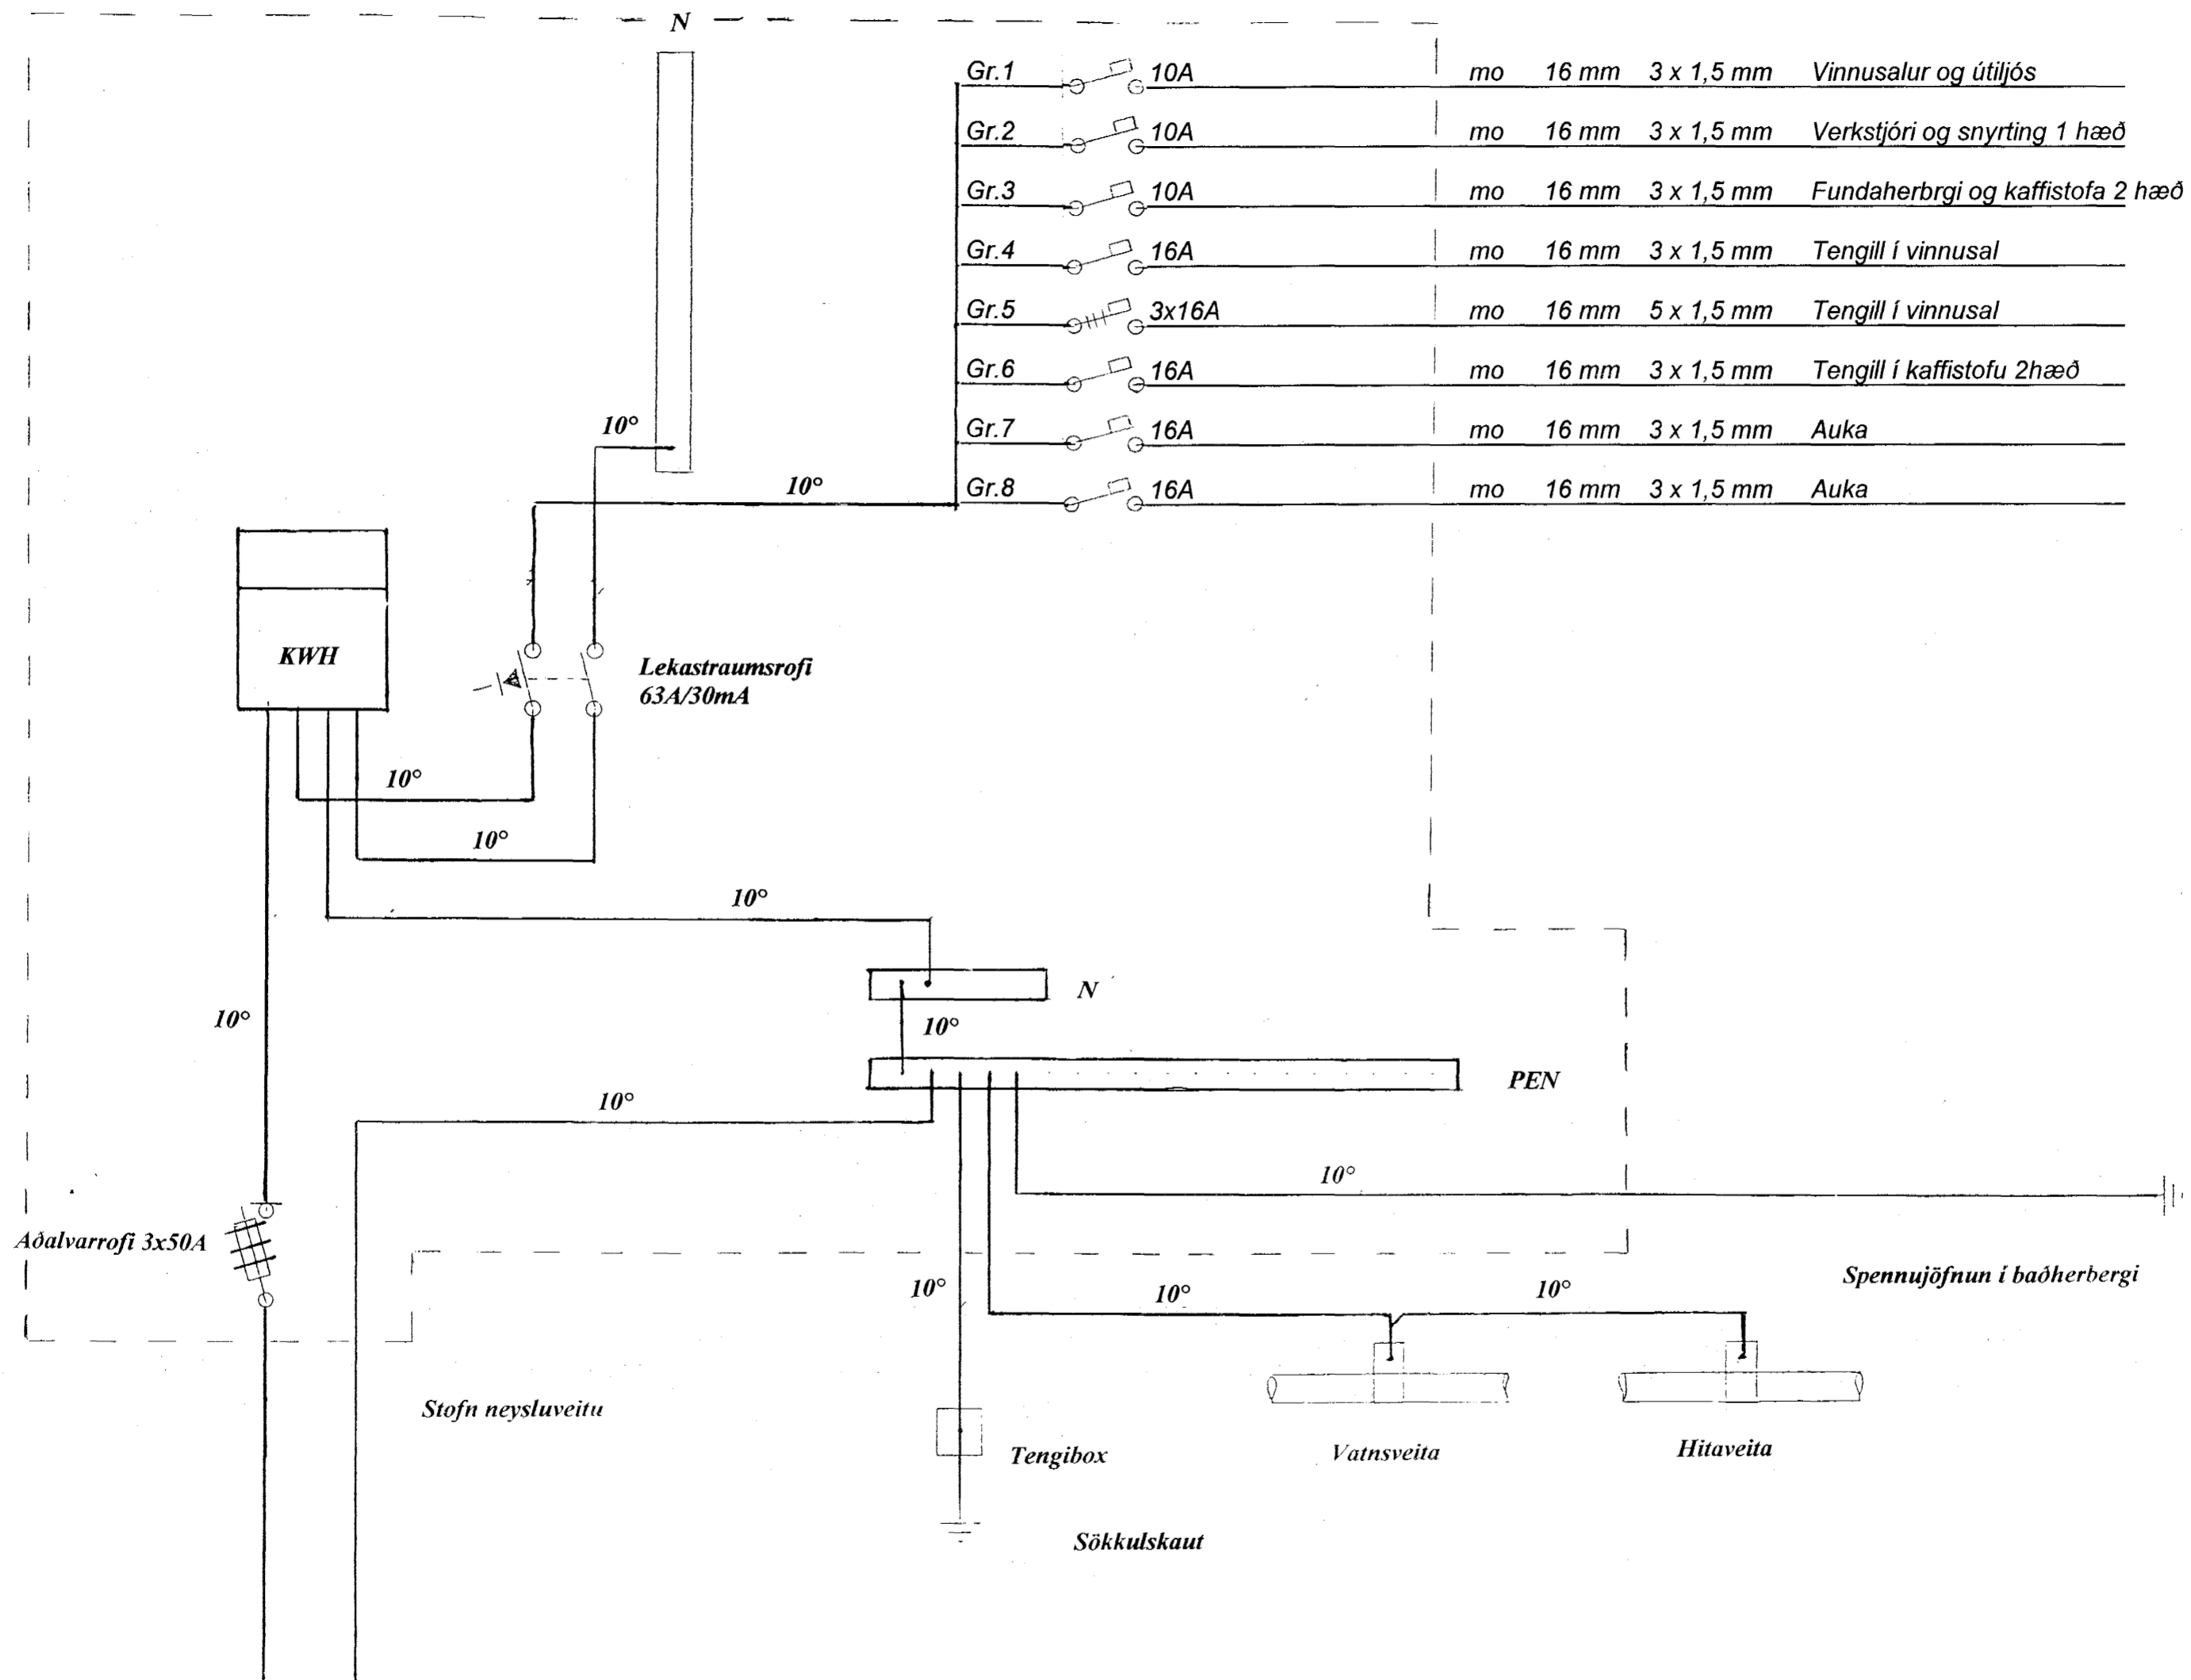 N
Gr.1 10A mo 16 mm 3 x 1,5 mm Vinnusalur og útiljós
Gr.2 10A mo 16 mm 3 x 1,5 mm Verkstjóri og snyrting 1 hæð
Gr.3 10A mo 16 mm 3 x 1,5 mm Fundaherbrgi og kaffistofa 2 hæð
Gr.4 16A mo 16 mm 3 x 1,5 mm Tengill í vinnusal
Gr.5 3x16A mo 16 mm 5 x 1,5 mm Tengill í vinnusal
Gr.6 16A mo 16 mm 3 x 1,5 mm Tengill í kaffistofu 2hæð
10°
Gr.7 16A mo 16 mm 3 x 1,5 mm Auka
10°
Gr.8 16A mo 16 mm 3 x 1,5 mm Auka
KWH
Lekastraumsrofi
63A/30mA
10°
10°
10°
N
10°
10°
PEN
10°
10°
Aðalvarrofi 3x50A
Spennujöfnun í baðherbergi
10°
10°
10°
Stofn neysluveitu
Tengibox
Vatnsveita
Hitaveita
Sökkulskaut